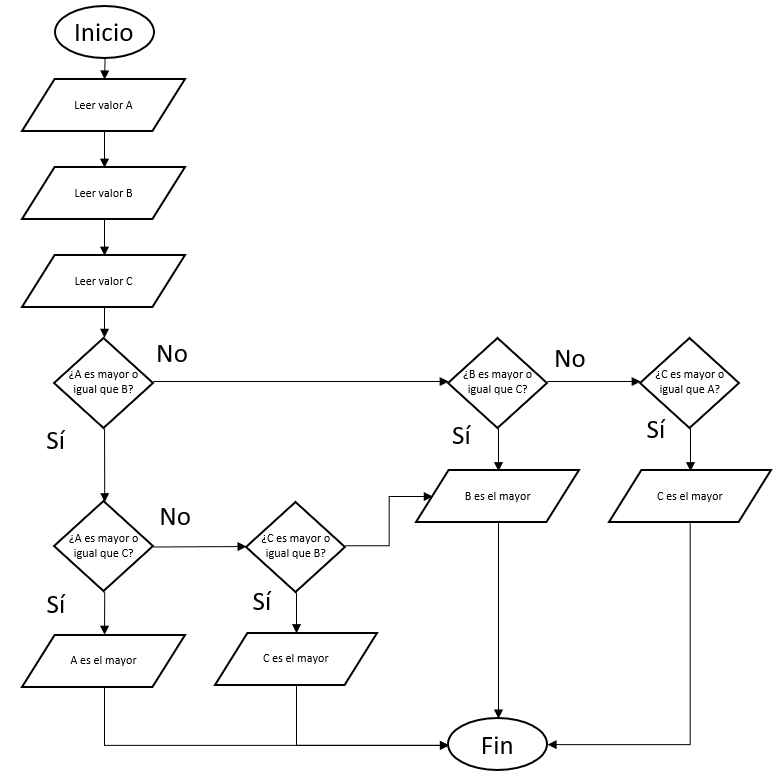 Inicio
Leer valor A
Leer valor B
Leer valor C
¿A es mayor o
igual que B?
No
Sí
¿B es mayor o
igual que C?
No
Sí
¿C es mayor o
igual que A?
Sí
B es el mayor
C es el mayor
¿A es mayor o
igual que C?
No
Sí
¿C es mayor o
igual que B?
Sí
A es el mayor
C es el mayor
Fin